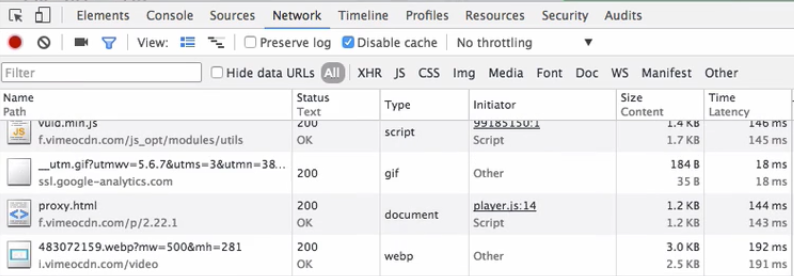 Elements Console Sources Network Timeline Profiles Resources Security Audits
View: Preserve log Disable cache No throttling
Filter Hide data URLs All XHR JS CSS Img Media Font Doc WS Manifest Other
Name Status Type Initiator Size Time
Path Text Content Latency
vuid.min.js 200 script 99185150:1 1.4 KB 146 ms
f.vimeocdn.com/js_opt/modules/utils OK Script 1.7 KB 145 ms
__utm.gif?utmwv=5.6.7&utms=3&utmn=38... 200 gif Other 184 B 18 ms
ssl.google-analytics.com 35 B 18 ms
proxy.html 200 document player.js:14 1.2 KB 144 ms
f.vimeocdn.com/p/2.22.1 OK Script 1.2 KB 143 ms
483072159.webp?mw=500&mh=281 200 webp Other 3.0 KB 192 ms
i.vimeocdn.com/video OK 2.5 KB 191 ms